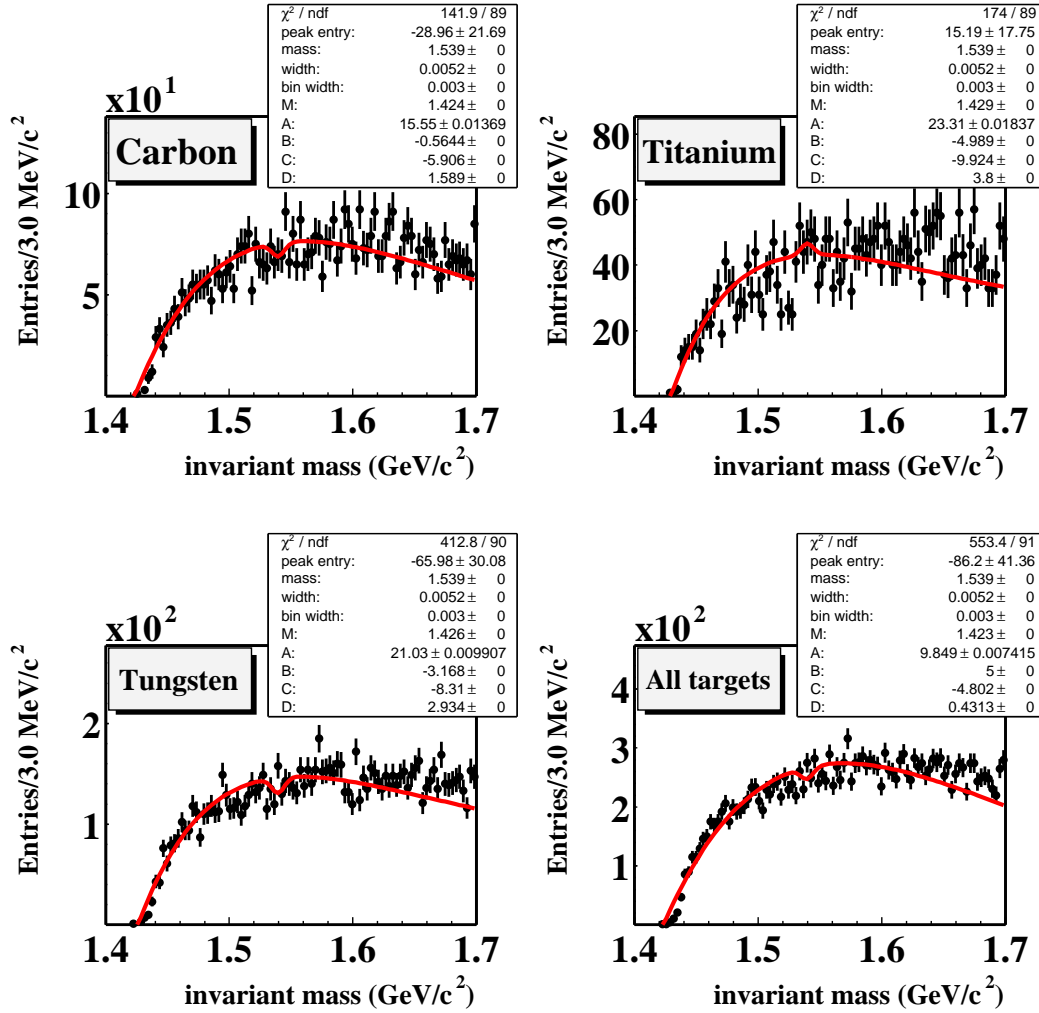 χ² / ndf 141.9 / 89
peak entry: -28.96 ± 21.69
mass: 1.539 ± 0
width: 0.0052 ± 0
bin width: 0.003 ± 0
M: 1.424 ± 0
A: 15.55 ± 0.01369
B: -0.5644 ± 0
C: -5.906 ± 0
D: 1.589 ± 0
x10¹
Carbon
Entries/3.0 MeV/c²
10
5
1.4 1.5 1.6 1.7
invariant mass (GeV/c²)
χ² / ndf 174 / 89
peak entry: 15.19 ± 17.75
mass: 1.539 ± 0
width: 0.0052 ± 0
bin width: 0.003 ± 0
M: 1.429 ± 0
A: 23.31 ± 0.01837
B: -4.989 ± 0
C: -9.924 ± 0
D: 3.8 ± 0
Titanium
Entries/3.0 MeV/c²
80
60
40
20
1.4 1.5 1.6 1.7
invariant mass (GeV/c²)
χ² / ndf 412.8 / 90
peak entry: -65.98 ± 30.08
mass: 1.539 ± 0
width: 0.0052 ± 0
bin width: 0.003 ± 0
M: 1.426 ± 0
A: 21.03 ± 0.009907
B: -3.168 ± 0
C: -8.31 ± 0
D: 2.934 ± 0
x10²
Tungsten
Entries/3.0 MeV/c²
2
1
1.4 1.5 1.6 1.7
invariant mass (GeV/c²)
χ² / ndf 553.4 / 91
peak entry: -86.2 ± 41.36
mass: 1.539 ± 0
width: 0.0052 ± 0
bin width: 0.003 ± 0
M: 1.423 ± 0
A: 9.849 ± 0.007415
B: 5 ± 0
C: -4.802 ± 0
D: 0.4313 ± 0
x10²
All targets
Entries/3.0 MeV/c²
4
3
2
1
1.4 1.5 1.6 1.7
invariant mass (GeV/c²)